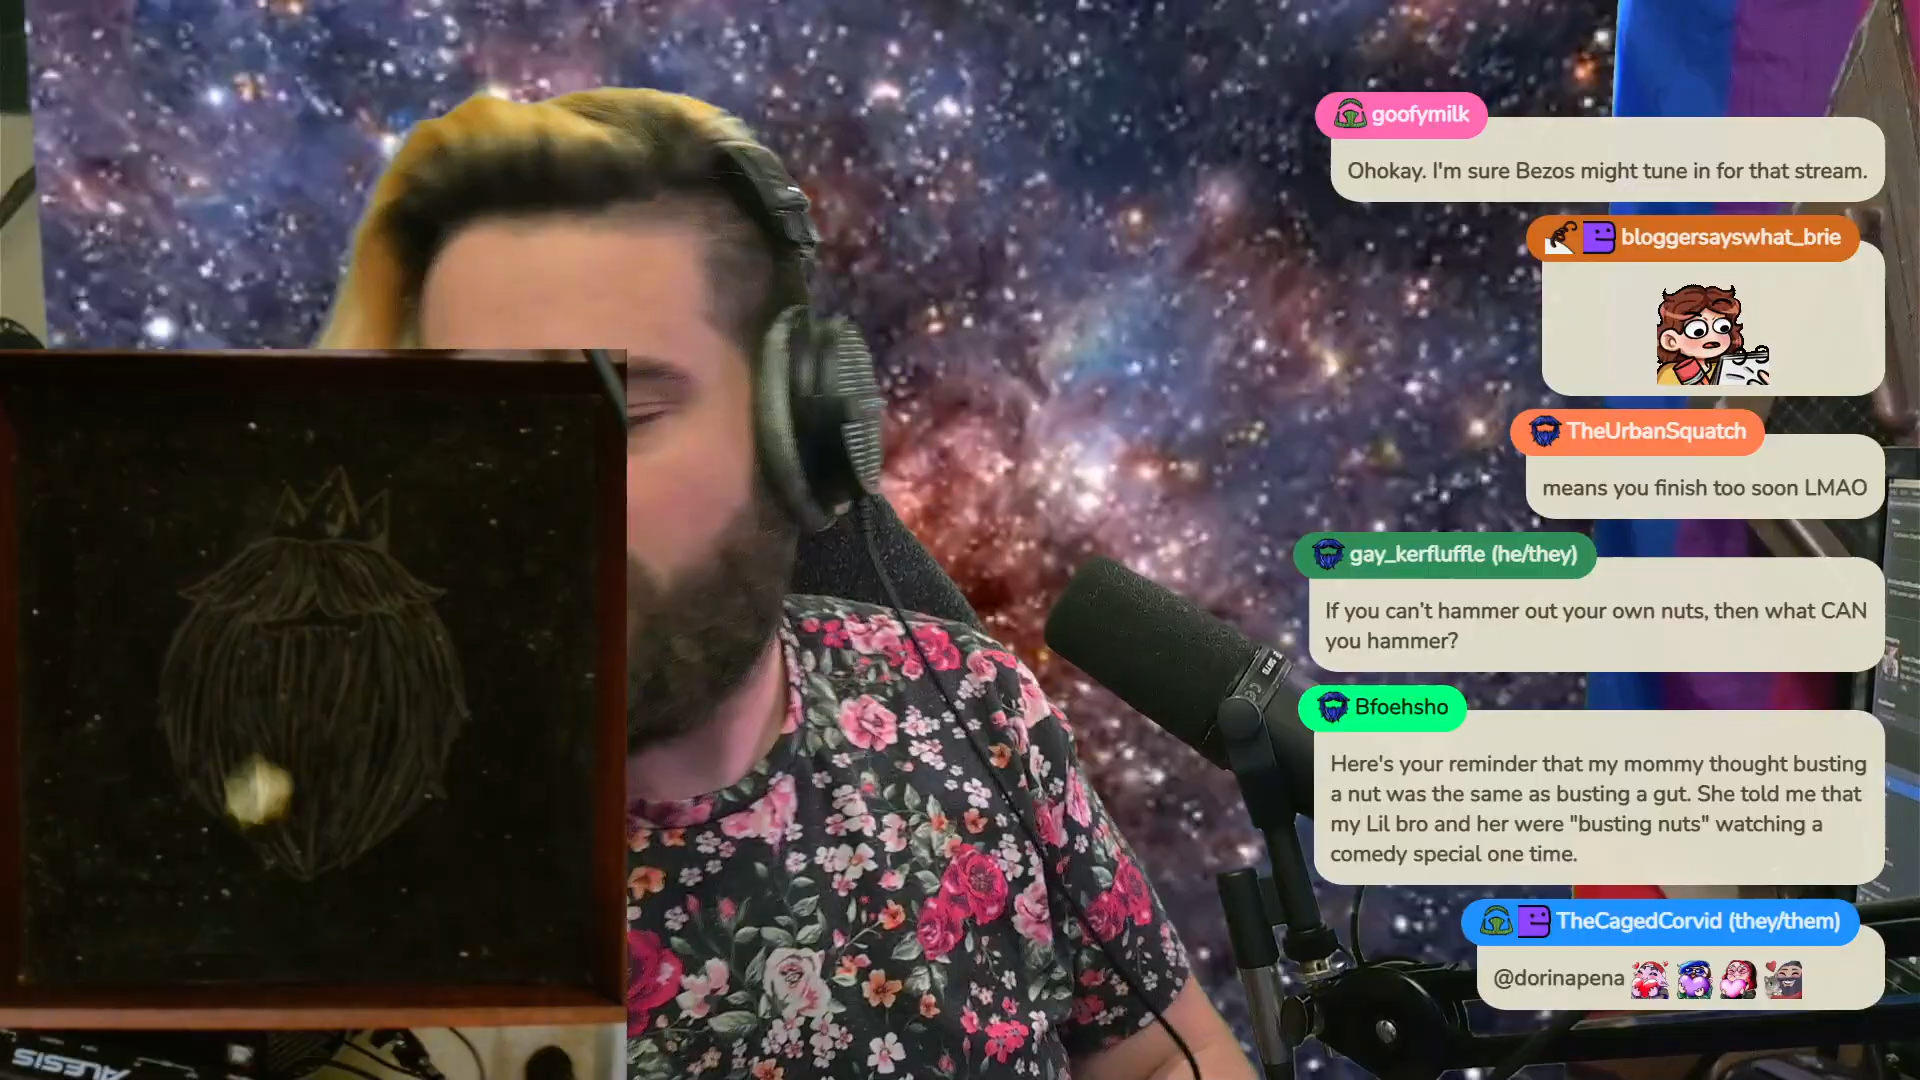 goofymilk
Ohokay. I'm sure Bezos might tune in for that stream.
bloggersayswhat_brie
TheUrbanSquatch
means you finish too soon LMAO
gay_kerfluffle (he/they)
If you can't hammer out your own nuts, then what CAN
you hammer?
Bfoehsho
Here's your reminder that my mommy thought busting
a nut was the same as busting a gut. She told me that
my Lil bro and her were "busting nuts" watching a
comedy special one time.
TheCagedCorvid (they/them)
@dorinapena
ALESIS